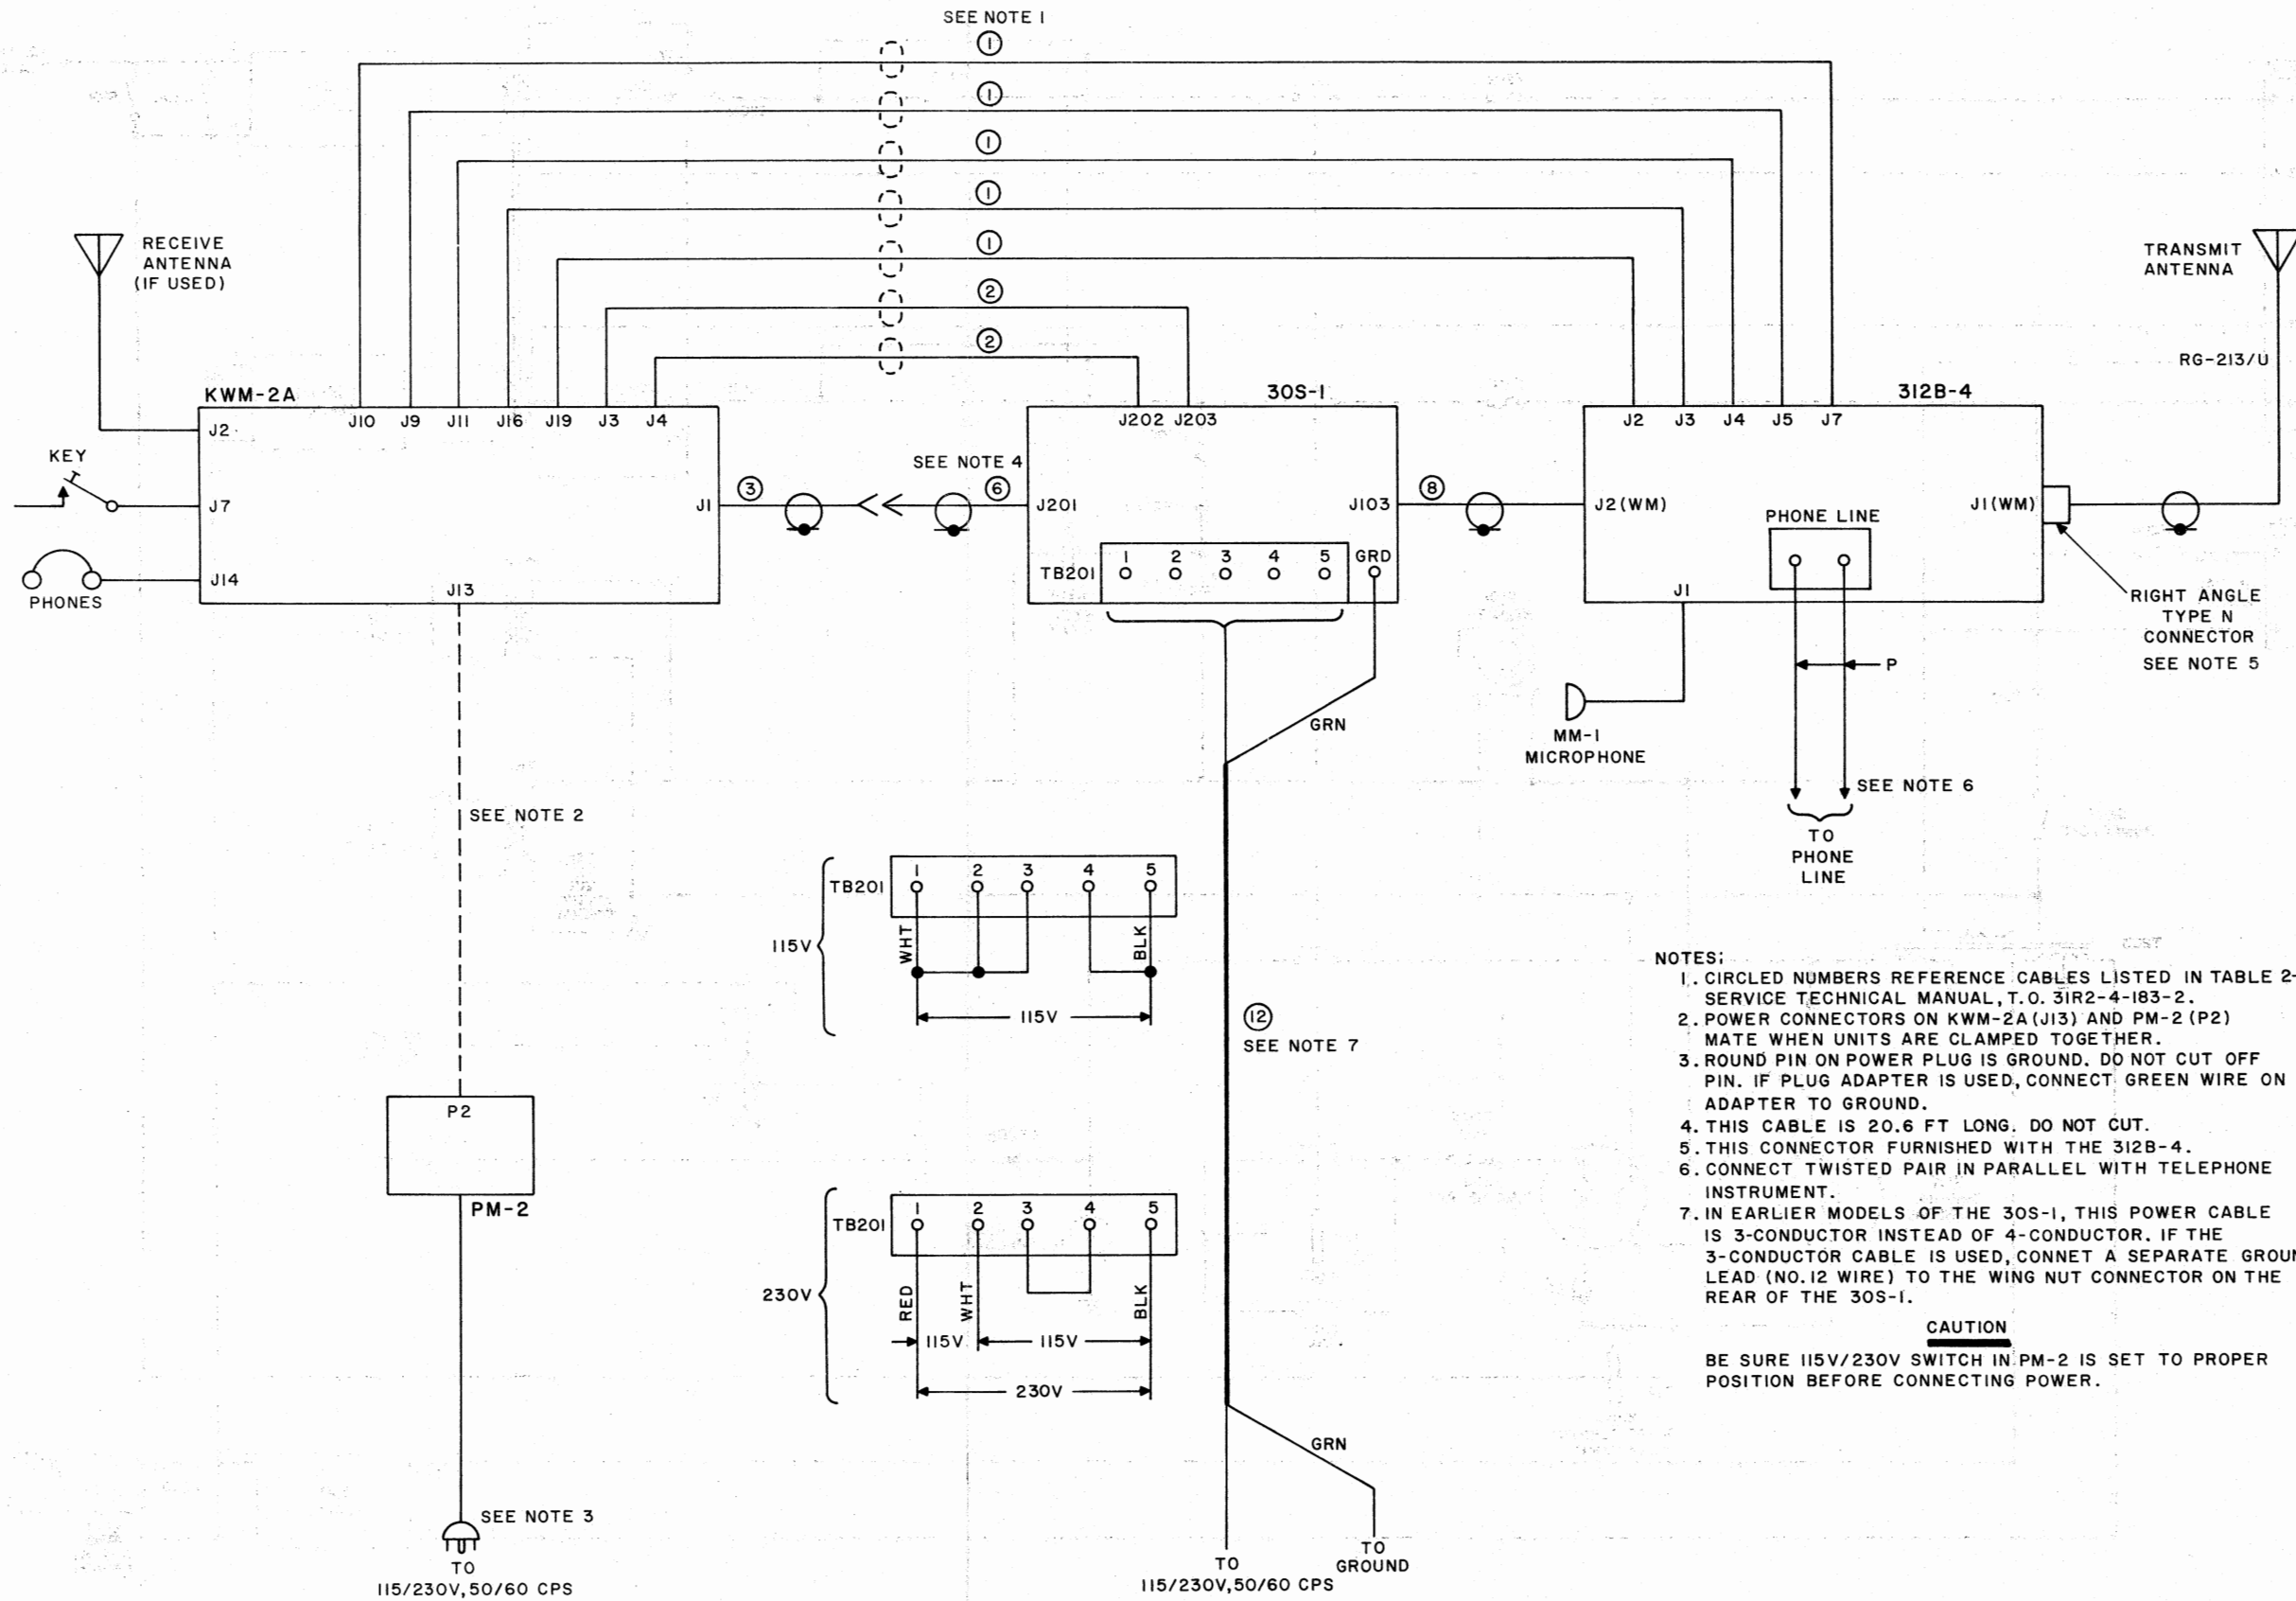 SEE NOTE 1
1
1
1
1
1
2
2
RECEIVE
ANTENNA
(IF USED)
TRANSMIT
ANTENNA
RG-213/U
KWM-2A
J10 J9 J11 J16 J19 J3 J4
J2
KEY
J7
J14
PHONES
J13
J1
3
SEE NOTE 4
6
30S-1
J202 J203
J201
J103
TB201
1 2 3 4 5
GRD
8
312B-4
J2 J3 J4 J5 J7
J2(WM)
J1(WM)
PHONE LINE
J1
RIGHT ANGLE
TYPE N
CONNECTOR
SEE NOTE 5
P
MM-1
MICROPHONE
GRN
SEE NOTE 6
TO
PHONE
LINE
SEE NOTE 2
115V
TB201
1 2 3 4 5
WHT
BLK
115V
12
SEE NOTE 7
P2
PM-2
230V
TB201
1 2 3 4 5
RED
WHT
BLK
115V
115V
230V
GRN
SEE NOTE 3
TO
115/230V,50/60 CPS
TO
115/230V,50/60 CPS
TO
GROUND
NOTES:
1. CIRCLED NUMBERS REFERENCE CABLES LISTED IN TABLE 2-
SERVICE TECHNICAL MANUAL, T.O. 31R2-4-183-2.
2. POWER CONNECTORS ON KWM-2A (J13) AND PM-2 (P2)
MATE WHEN UNITS ARE CLAMPED TOGETHER.
3. ROUND PIN ON POWER PLUG IS GROUND. DO NOT CUT OFF
PIN. IF PLUG ADAPTER IS USED, CONNECT GREEN WIRE ON
ADAPTER TO GROUND.
4. THIS CABLE IS 20.6 FT LONG. DO NOT CUT.
5. THIS CONNECTOR FURNISHED WITH THE 312B-4.
6. CONNECT TWISTED PAIR IN PARALLEL WITH TELEPHONE
INSTRUMENT.
7. IN EARLIER MODELS OF THE 30S-1, THIS POWER CABLE
IS 3-CONDUCTOR INSTEAD OF 4-CONDUCTOR. IF THE
3-CONDUCTOR CABLE IS USED, CONNET A SEPARATE GROUN
LEAD (NO.12 WIRE) TO THE WING NUT CONNECTOR ON THE
REAR OF THE 30S-1.
CAUTION
BE SURE 115V/230V SWITCH IN PM-2 IS SET TO PROPER
POSITION BEFORE CONNECTING POWER.